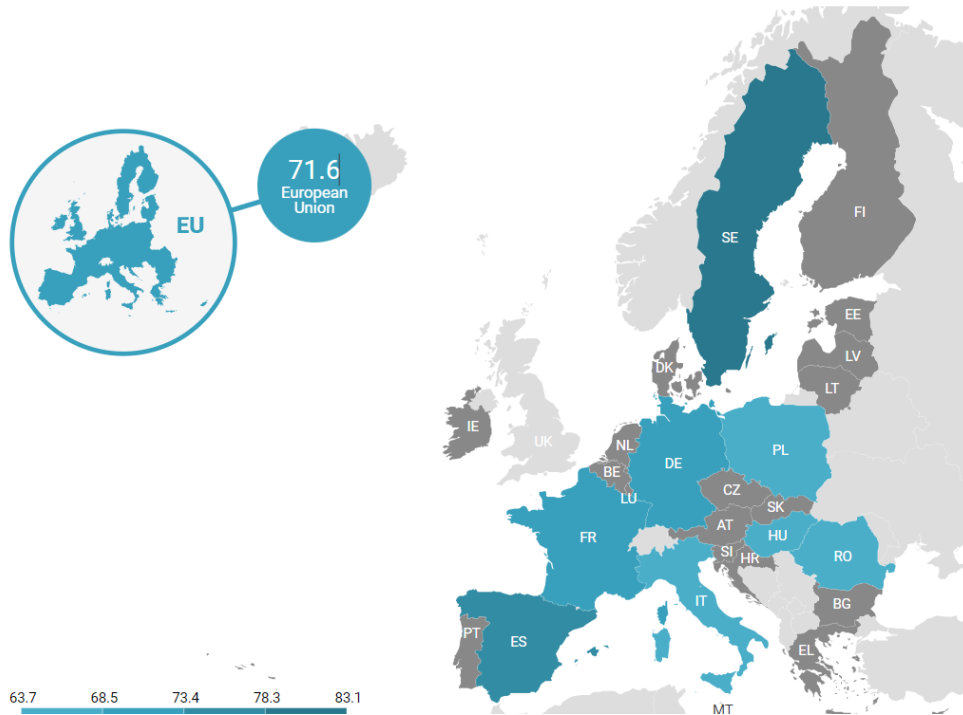 71.6
European
Union
EU
SE
FI
EE
LV
LT
DK
IE
UK
NL
BE
LU
DE
PL
CZ
SK
AT
HU
SI
HR
RO
FR
IT
BG
PT
ES
EL
MT
63.7 68.5 73.4 78.3 83.1